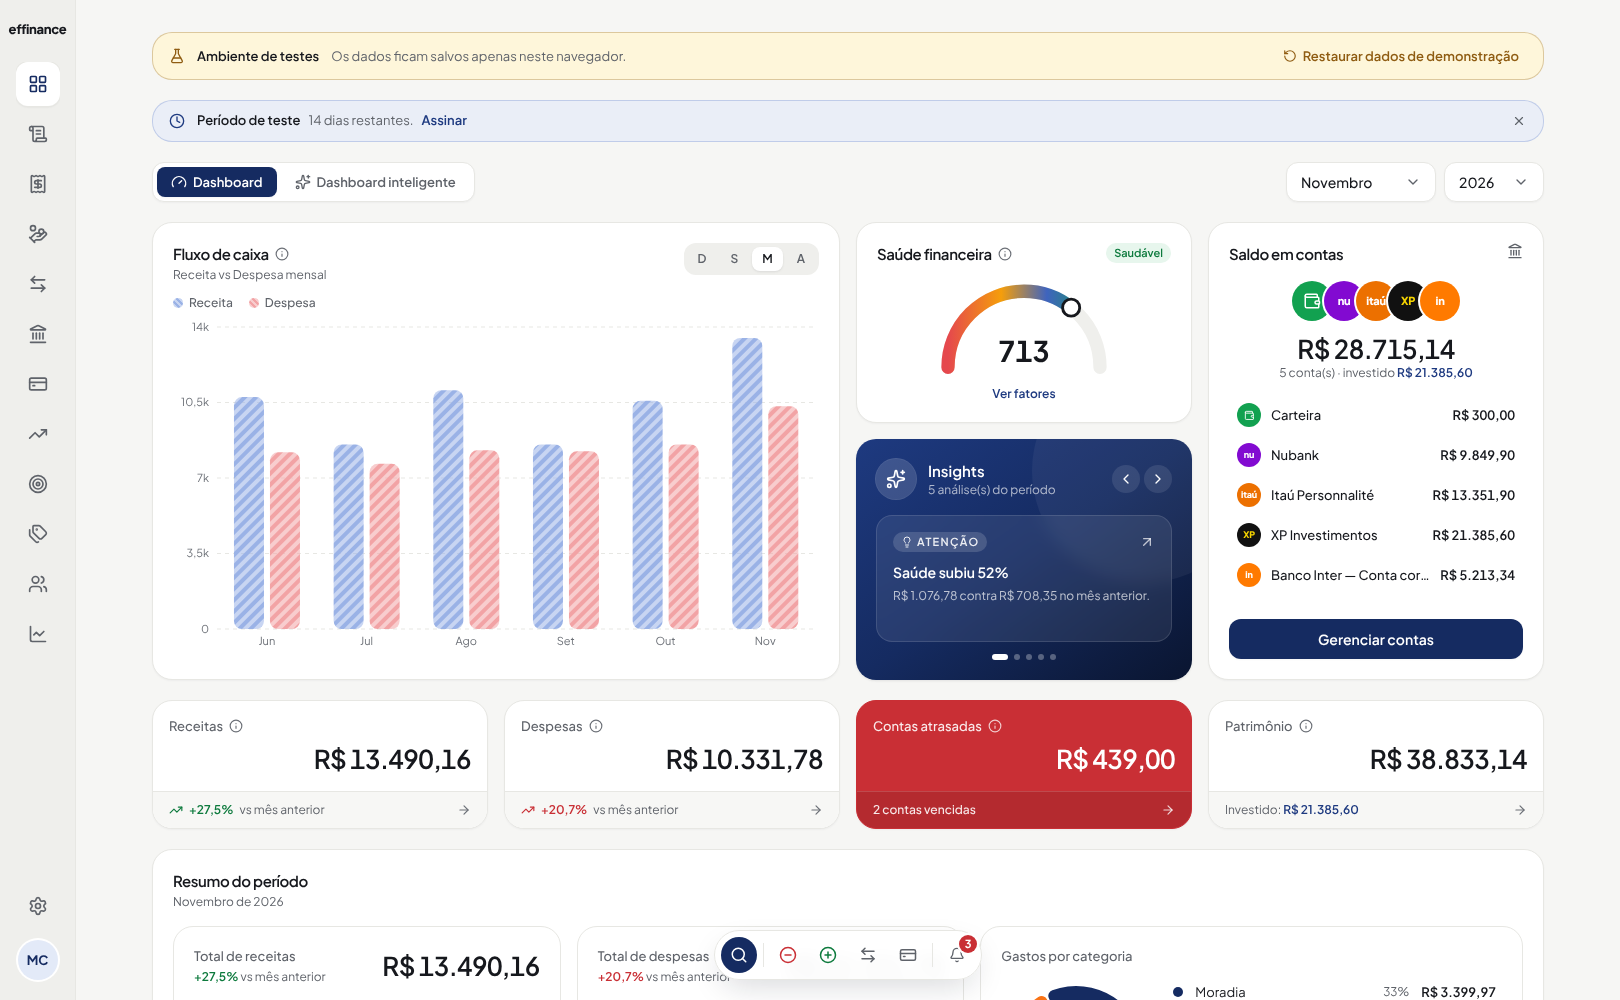 effinance
Ambiente de testes Os dados ficam salvos apenas neste navegador. Restaurar dados de demonstração
Período de teste 14 dias restantes. Assinar
Dashboard Dashboard inteligente Novembro 2026
Fluxo de caixa
Receita vs Despesa mensal
D S M A
Receita Despesa
14k
10,5k
7k
3,5k
0
Jun Jul Ago Set Out Nov
Saúde financeira Saudável
713
Ver fatores
Insights
5 análise(s) do período
ATENÇÃO
Saúde subiu 52%
R$ 1.076,78 contra R$ 708,35 no mês anterior.
Saldo em contas
nu itaú XP in
R$ 28.715,14
5 conta(s) · investido R$ 21.385,60
Carteira R$ 300,00
nu Nubank R$ 9.849,90
itaú Itaú Personnalité R$ 13.351,90
XP XP Investimentos R$ 21.385,60
in Banco Inter — Conta cor... R$ 5.213,34
Gerenciar contas
Receitas
R$ 13.490,16
+27,5% vs mês anterior
Despesas
R$ 10.331,78
+20,7% vs mês anterior
Contas atrasadas
R$ 439,00
2 contas vencidas
Patrimônio
R$ 38.833,14
Investido: R$ 21.385,60
Resumo do período
Novembro de 2026
Total de receitas
+27,5% vs mês anterior
R$ 13.490,16
Total de despesas
+20,7% vs mês anterior
3
Gastos por categoria
Moradia 33% R$ 3.399,97
MC